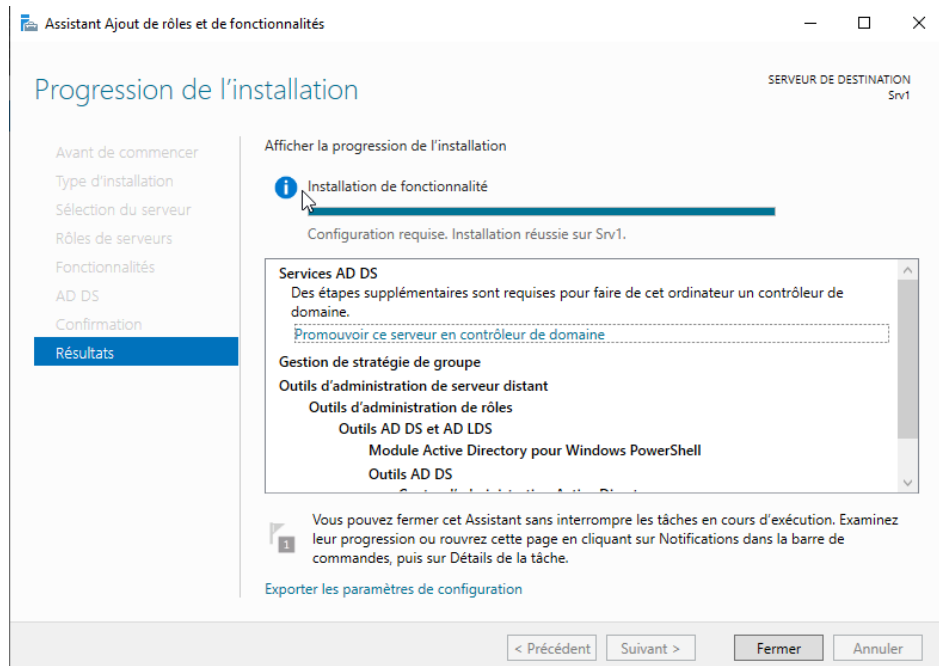 Assistant Ajout de rôles et de fonctionnalités
Progression de l'installation
SERVEUR DE DESTINATION
Srv1
Avant de commencer
Type d'installation
Sélection du serveur
Rôles de serveurs
Fonctionnalités
AD DS
Confirmation
Résultats
Afficher la progression de l'installation
Installation de fonctionnalité
Configuration requise. Installation réussie sur Srv1.
Services AD DS
Des étapes supplémentaires sont requises pour faire de cet ordinateur un contrôleur de
domaine.
Promouvoir ce serveur en contrôleur de domaine
Gestion de stratégie de groupe
Outils d'administration de serveur distant
Outils d'administration de rôles
Outils AD DS et AD LDS
Module Active Directory pour Windows PowerShell
Outils AD DS
1
Vous pouvez fermer cet Assistant sans interrompre les tâches en cours d'exécution. Examinez
leur progression ou rouvrez cette page en cliquant sur Notifications dans la barre de
commandes, puis sur Détails de la tâche.
Exporter les paramètres de configuration
< Précédent
Suivant >
Fermer
Annuler